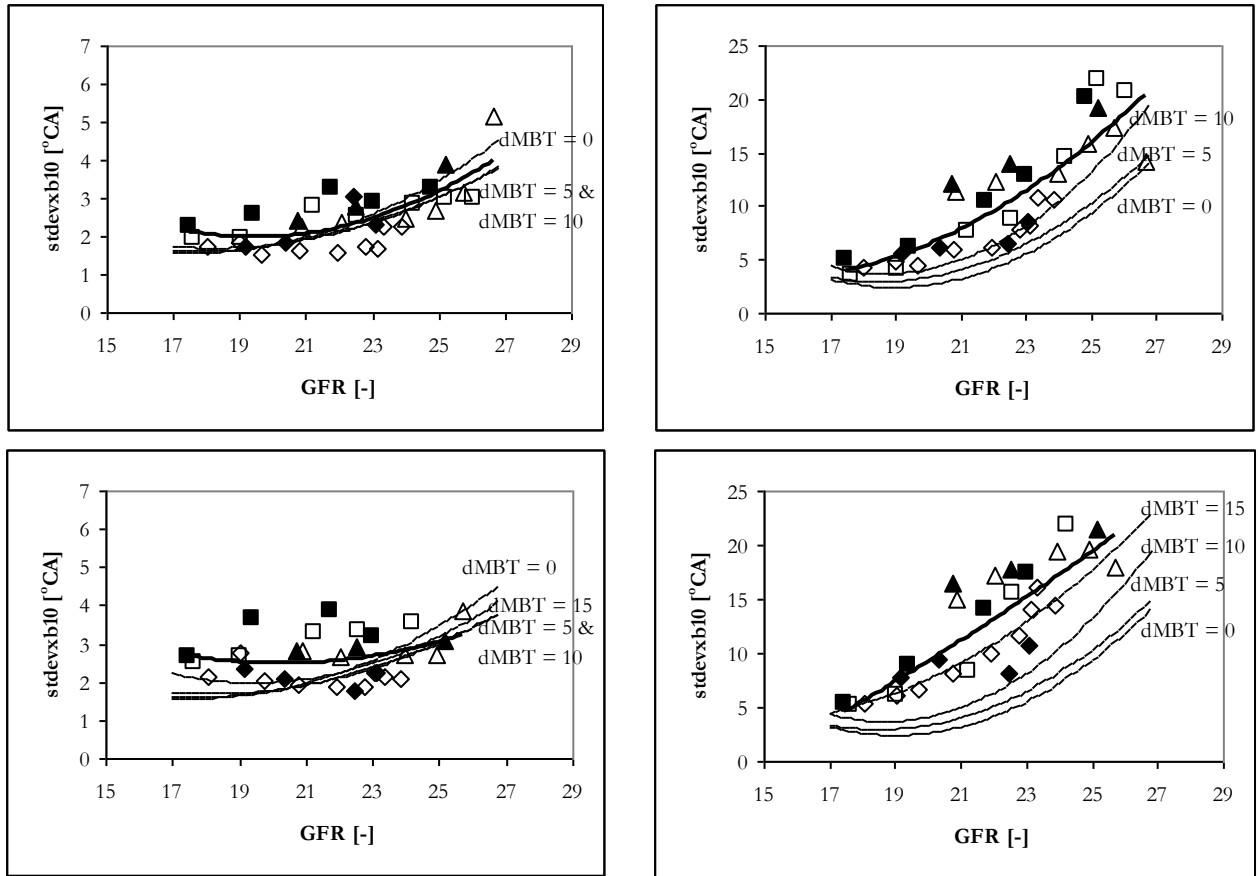 7
6
5
4
3
2
1
0
stdevxb10 [°CA]
dMBT = 0
dMBT = 5 &
dMBT = 10
15 17 19 21 23 25 27 29
GFR [-]
25
20
15
10
5
0
stdevxb10 [°CA]
dMBT = 10
dMBT = 5
dMBT = 0
15 17 19 21 23 25 27 29
GFR [-]
7
6
5
4
3
2
1
0
stdevxb10 [°CA]
dMBT = 0
dMBT = 15
dMBT = 5 &
dMBT = 10
15 17 19 21 23 25 27 29
GFR [-]
25
20
15
10
5
0
stdevxb10 [°CA]
dMBT = 15
dMBT = 10
dMBT = 5
dMBT = 0
15 17 19 21 23 25 27 29
GFR [-]